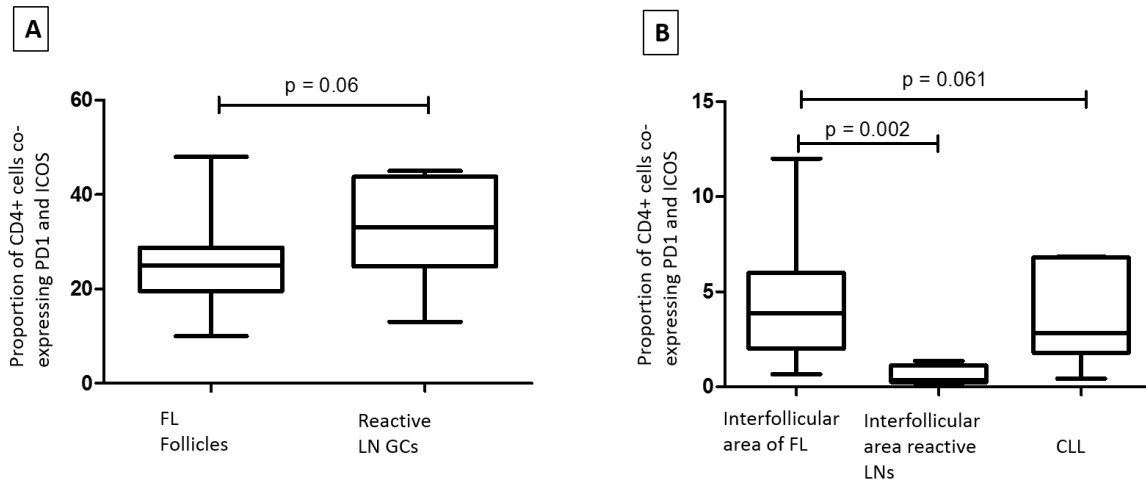 A
p = 0.06
Proportion of CD4+ cells co-
expressing PD1 and ICOS
60
40
20
0
FL
Follicles
Reactive
LN GCs
B
p = 0.061
p = 0.002
Proportion of CD4+ cells co-
expressing PD1 and ICOS
15
10
5
0
Interfollicular
area of FL
Interfollicular
area reactive
LNs
CLL